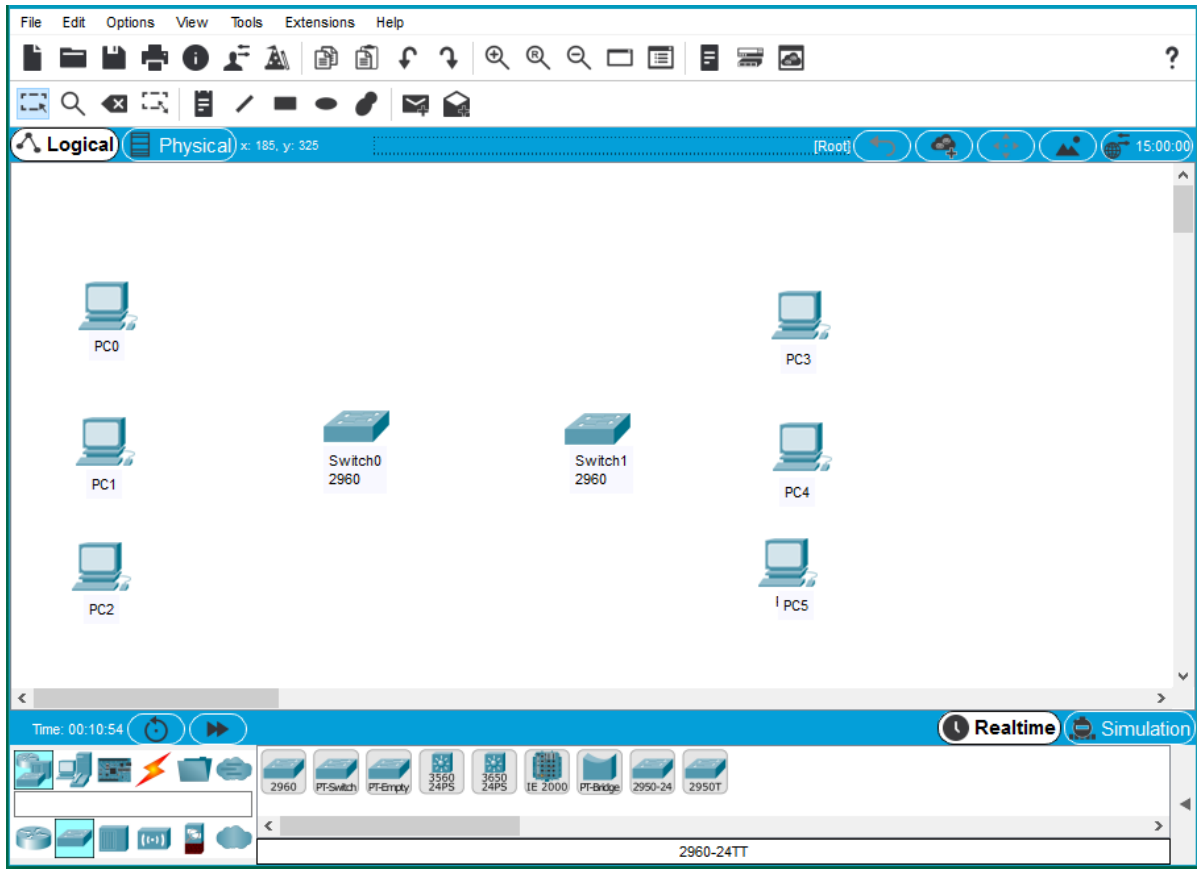 File Edit Options View Tools Extensions Help
?
Logical Physical x: 185, y: 325 [Root] 15:00:00
PC0
PC3
Switch0
2960
Switch1
2960
PC1
PC4
PC2
PC5
Time: 00:10:54 Realtime Simulation
2960 PT-Switch PT-Empty 3560 24PS 3650 24PS IE 2000 PT-Bridge 2950-24 2950T
2960-24TT